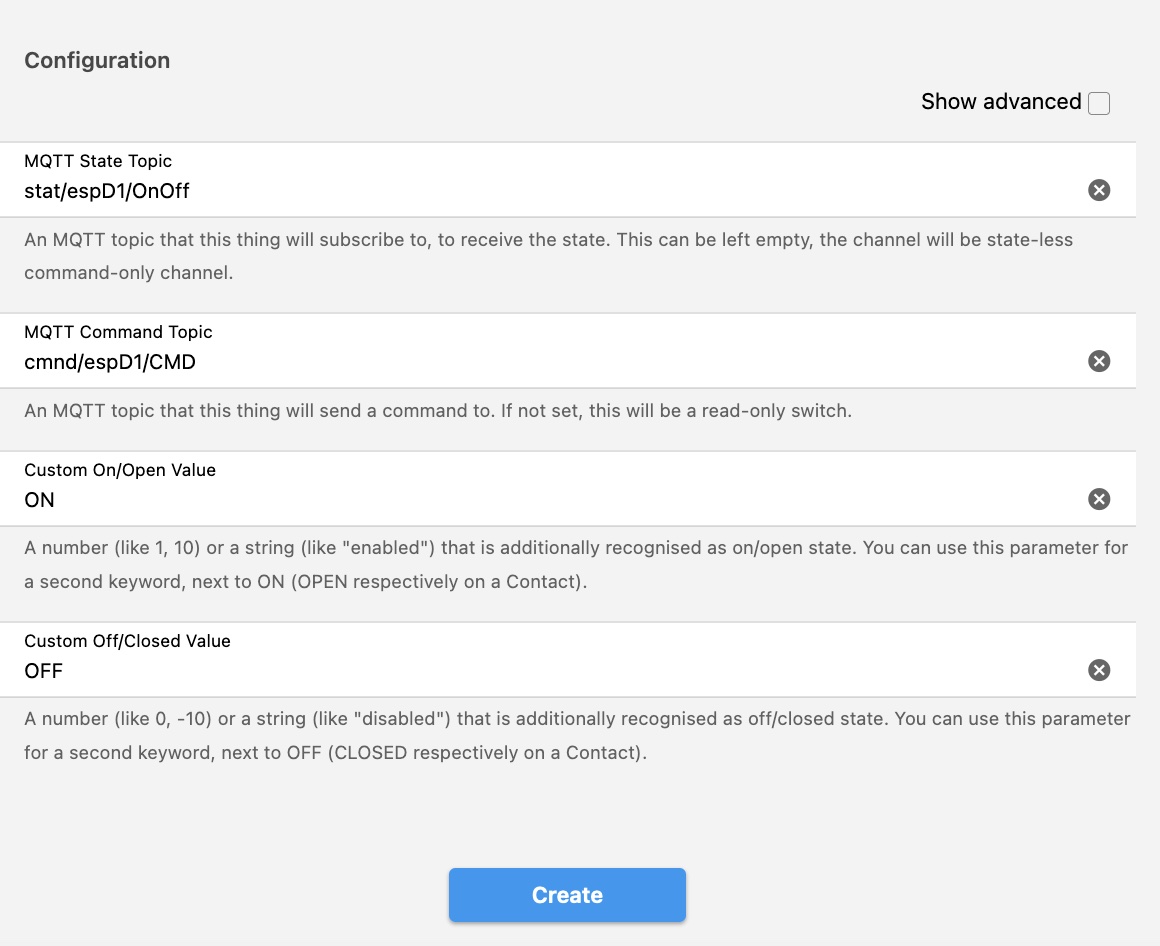 Configuration
Show advanced
MQTT State Topic
stat/espD1/OnOff
An MQTT topic that this thing will subscribe to, to receive the state. This can be left empty, the channel will be state-less
command-only channel.
MQTT Command Topic
cmnd/espD1/CMD
An MQTT topic that this thing will send a command to. If not set, this will be a read-only switch.
Custom On/Open Value
ON
A number (like 1, 10) or a string (like "enabled") that is additionally recognised as on/open state. You can use this parameter for
a second keyword, next to ON (OPEN respectively on a Contact).
Custom Off/Closed Value
OFF
A number (like 0, -10) or a string (like "disabled") that is additionally recognised as off/closed state. You can use this parameter
for a second keyword, next to OFF (CLOSED respectively on a Contact).
Create